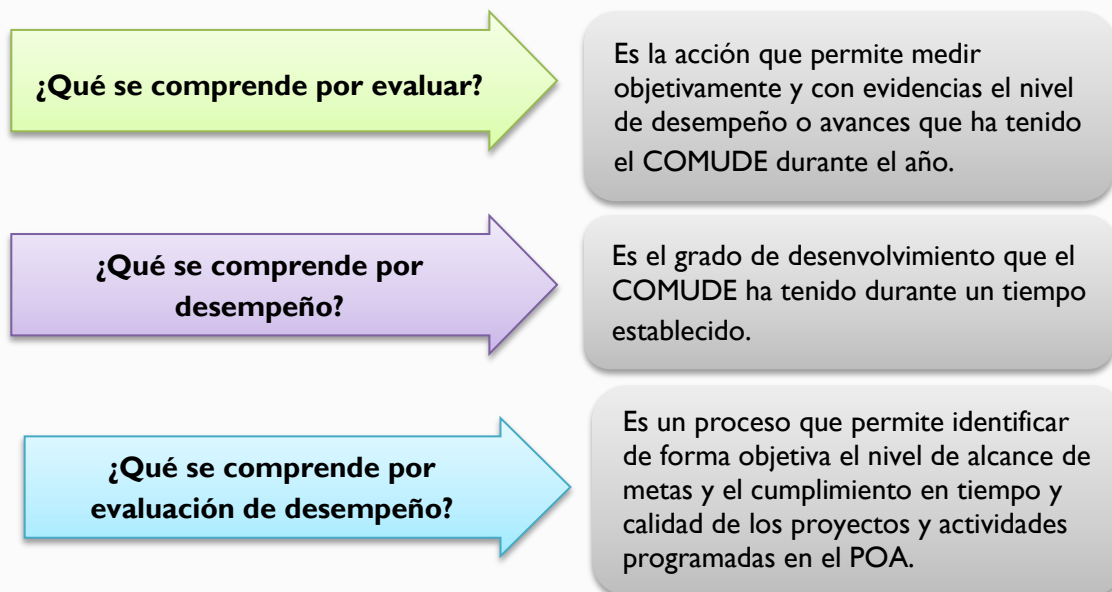 ¿Qué se comprende por evaluar?
Es la acción que permite medir
objetivamente y con evidencias el nivel
de desempeño o avances que ha tenido
el COMUDE durante el año.
¿Qué se comprende por
desempeño?
Es el grado de desenvolvimiento que el
COMUDE ha tenido durante un tiempo
establecido.
¿Qué se comprende por
evaluación de desempeño?
Es un proceso que permite identificar
de forma objetiva el nivel de alcance de
metas y el cumplimiento en tiempo y
calidad de los proyectos y actividades
programadas en el POA.